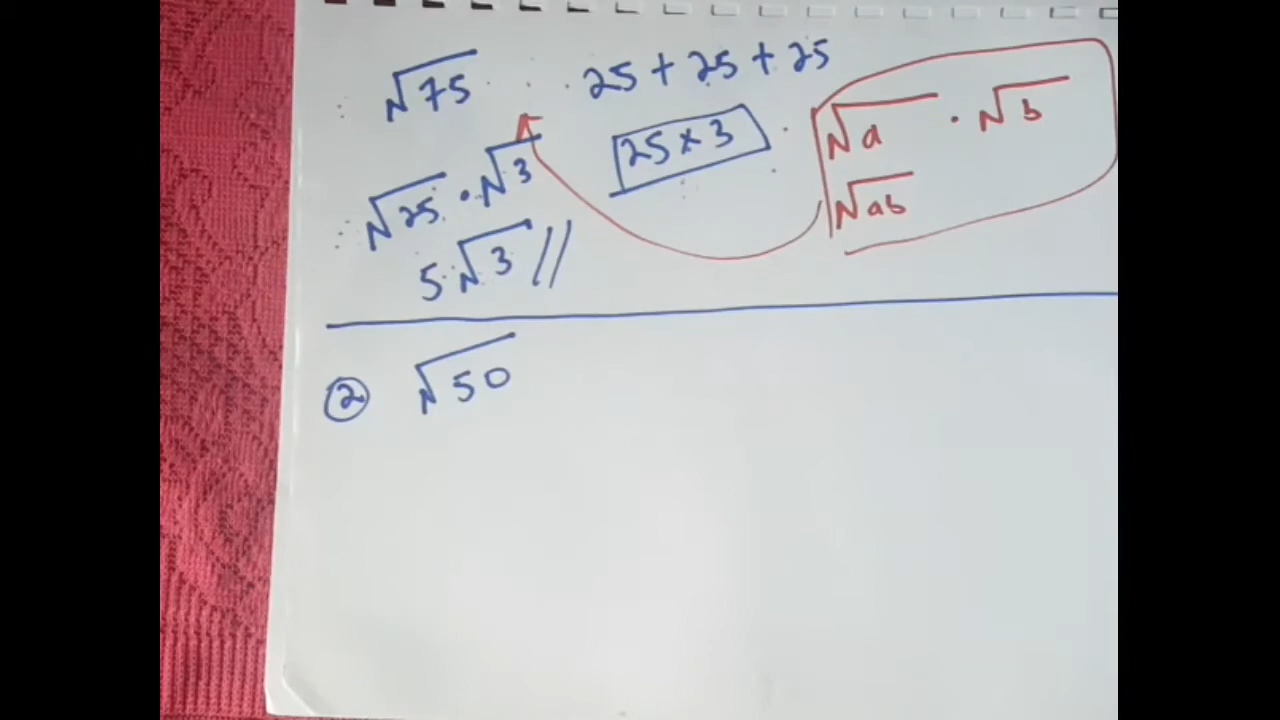 √75 25 + 25 + 25
√25 · √3 25 × 3 √a · √b
5√3 // √ab
② √50